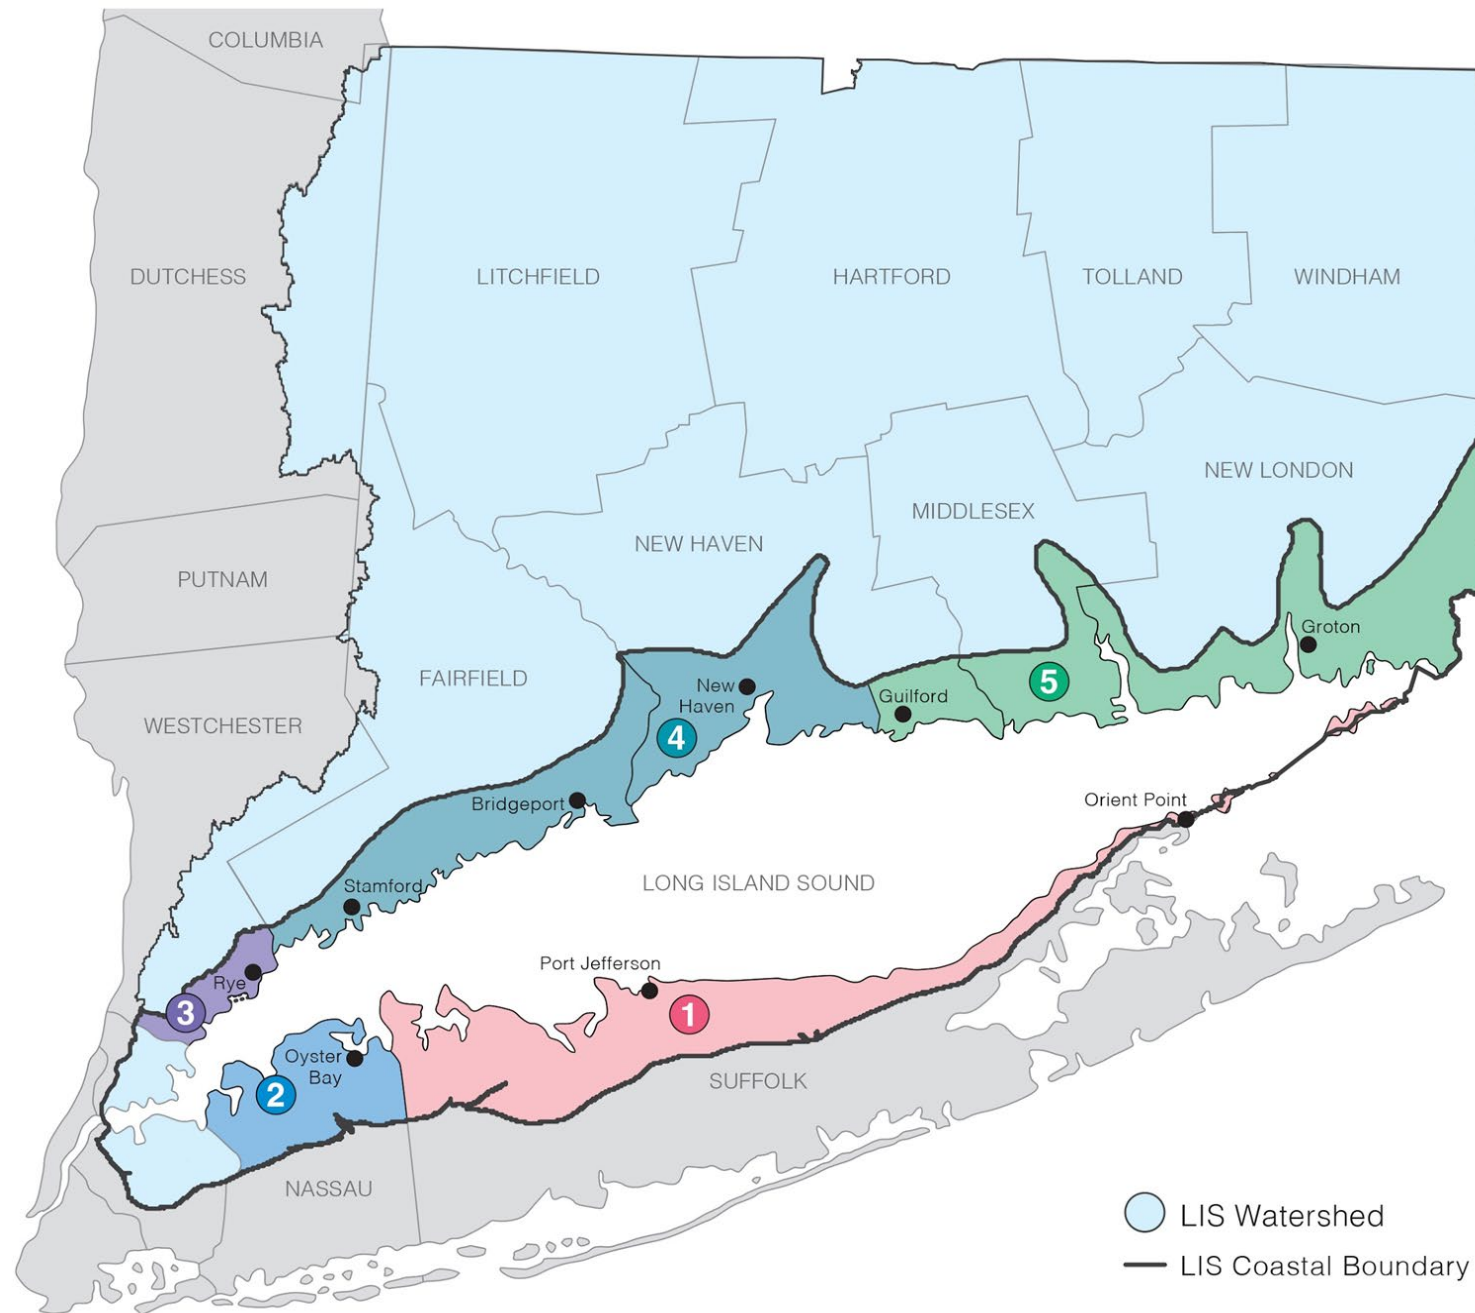 COLUMBIA
DUTCHESS
LITCHFIELD
HARTFORD
TOLLAND
WINDHAM
NEW LONDON
MIDDLESEX
NEW HAVEN
PUTNAM
Groton
FAIRFIELD
New
Haven
Guilford
5
WESTCHESTER
4
Bridgeport
Orient Point
Stamford
LONG ISLAND SOUND
Port Jefferson
Rye
3
1
Oyster
Bay
2
SUFFOLK
NASSAU
LIS Watershed
LIS Coastal Boundary